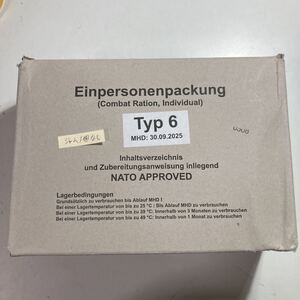 Einpersonenpackung
(Combat Ration, Individual)
Typ 6
MHD: 30.09.2025
Inhaltsverzeichnis
und Zubereitungsanweisung inliegend
NATO APPROVED
Lagerbedingungen
Grundsätzlich zu verbrauchen bis Ablauf MHD !
Bei einer Lagertemperatur von bis zu 25 °C : Bis Ablauf MHD zu verbrauchen
Bei einer Lagertemperatur von bis zu 39 °C: Innerhalb von 3 Monaten zu verbrauchen
Bei einer Lagertemperatur von bis zu 49 °C: Innerhalb von 1 Monat zu verbrauchen